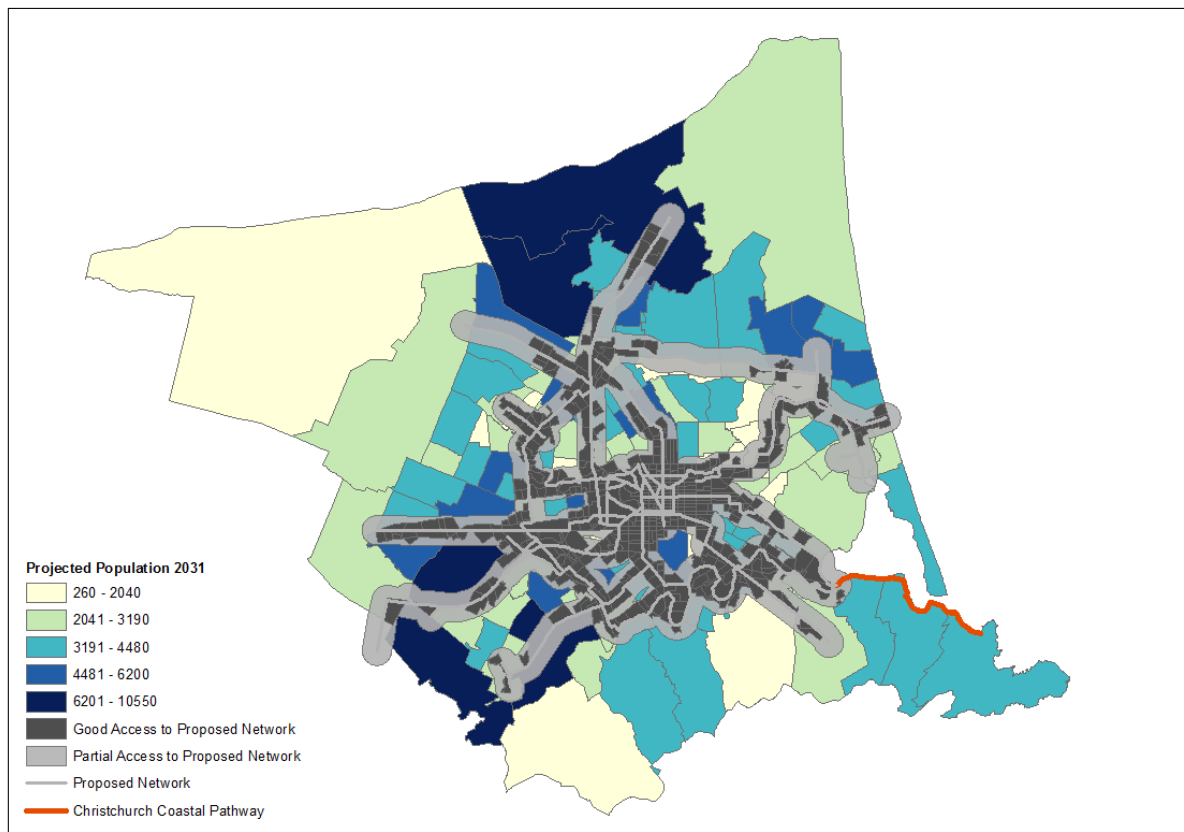 Projected Population 2031
260 - 2040
2041 - 3190
3191 - 4480
4481 - 6200
6201 - 10550
Good Access to Proposed Network
Partial Access to Proposed Network
Proposed Network
Christchurch Coastal Pathway